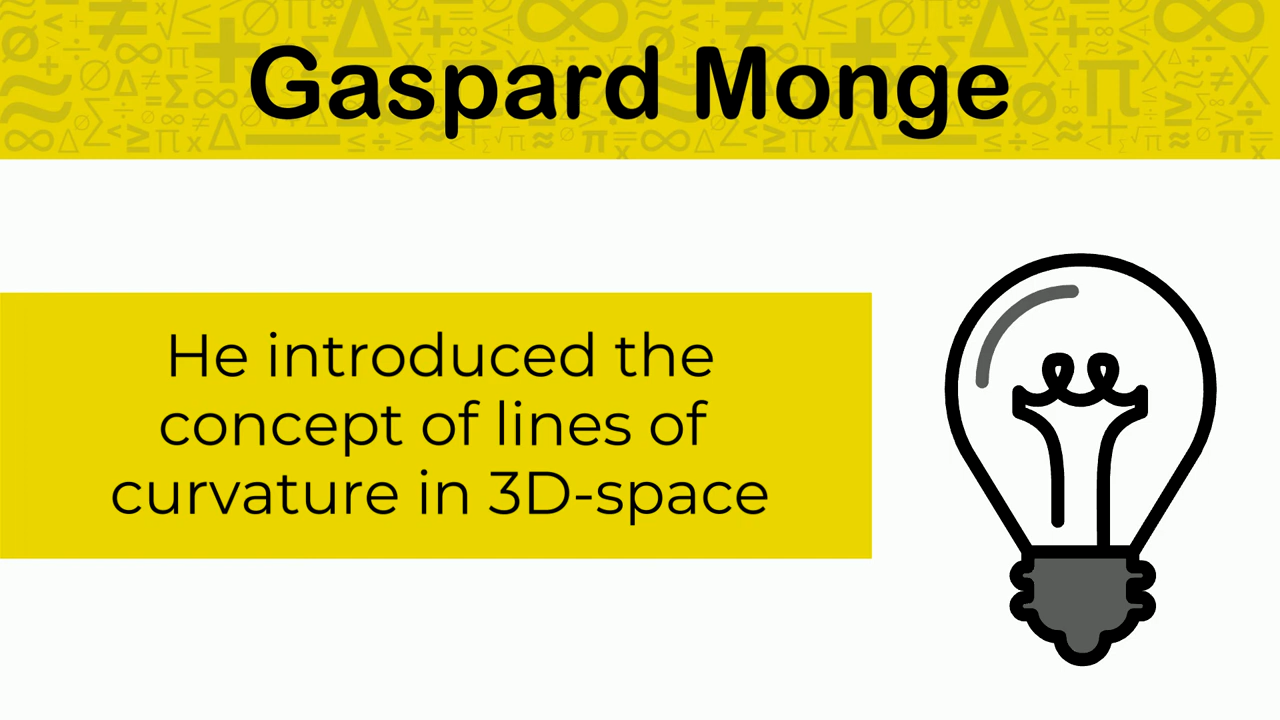 Gaspard Monge
He introduced the
concept of lines of
curvature in 3D-space